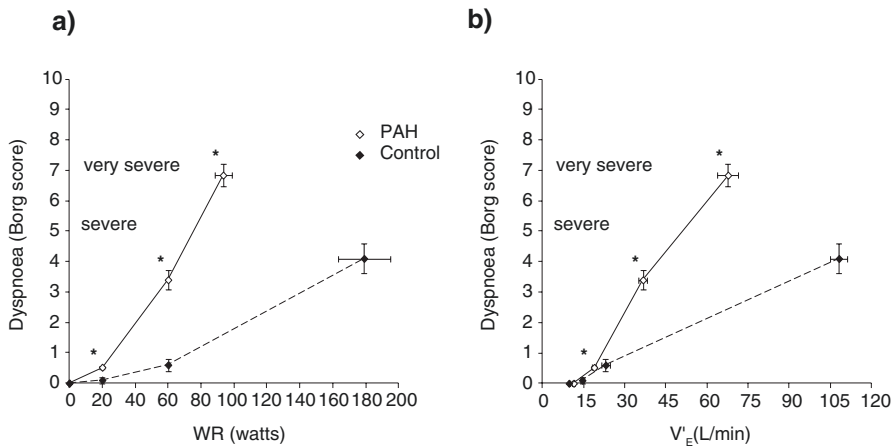 a)
10
9
8
7
6
5
4
3
2
1
0
Dyspnoea (Borg score)
very severe
severe
*
*
*
PAH
Control
0 20 40 60 80 100 120 140 160 180 200
WR (watts)
b)
10
9
8
7
6
5
4
3
2
1
0
Dyspnoea (Borg score)
very severe
severe
*
*
*
0 15 30 45 60 75 90 105 120
V'E(L/min)